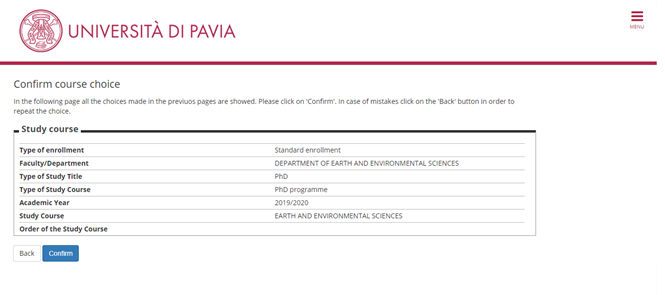 UNIVERSITÀ DI PAVIA
MENU
Confirm course choice
In the following page all the choices made in the previuos pages are showed. Please click on 'Confirm'. In case of mistakes click on the 'Back' button in order to
repeat the choice.
Study course
Type of enrollment Standard enrollment
Faculty/Department DEPARTMENT OF EARTH AND ENVIRONMENTAL SCIENCES
Type of Study Title PhD
Type of Study Course PhD programme
Academic Year 2019/2020
Study Course EARTH AND ENVIRONMENTAL SCIENCES
Order of the Study Course
Back Confirm